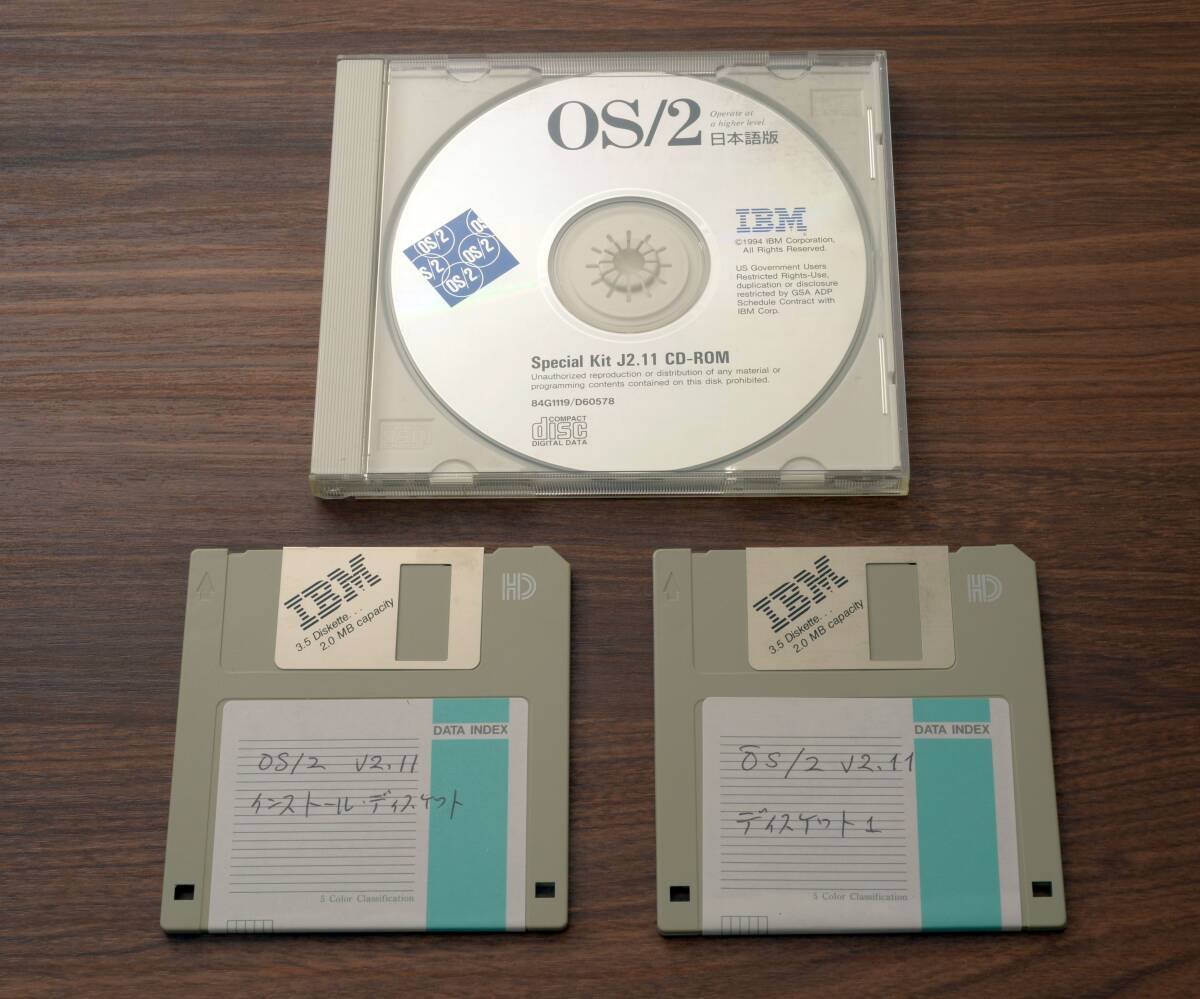 OS/2
Operate at
a higher level.
日本語版
OS/2
OS/2
OS/2
S/2
OS/2
IBM
©1994 IBM Corporation,
All Rights Reserved.
US Government Users
Restricted Rights-Use,
duplication or disclosure
restricted by GSA ADP
Schedule Contract with
IBM Corp.
Special Kit J2.11 CD-ROM
Unauthorized reproduction or distribution of any material or
programming contents contained on this disk prohibited.
84G1119/D60578
COMPACT
disc
DIGITAL DATA
IBM
3.5 Diskette...
2.0 MB capacity
HD
DATA INDEX
OS/2 V2.11
インストール・ディスケット
5 Color Classification
IBM
3.5 Diskette...
2.0 MB capacity
HD
DATA INDEX
OS/2 V2.11
ディスケット1
5 Color Classification